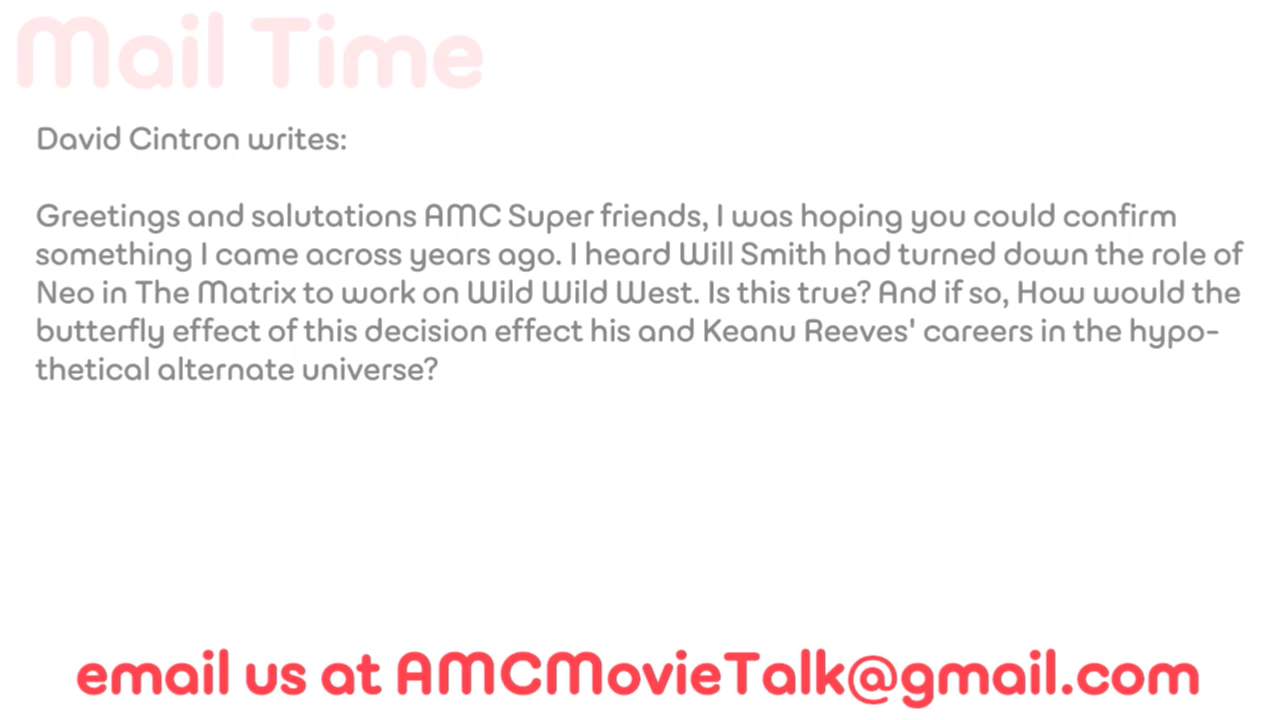 Mail Time
David Cintron writes:
Greetings and salutations AMC Super friends, I was hoping you could confirm
something I came across years ago. I heard Will Smith had turned down the role of
Neo in The Matrix to work on Wild Wild West. Is this true? And if so, How would the
butterfly effect of this decision effect his and Keanu Reeves' careers in the hypo-
thetical alternate universe?
email us at AMCMovieTalk@gmail.com